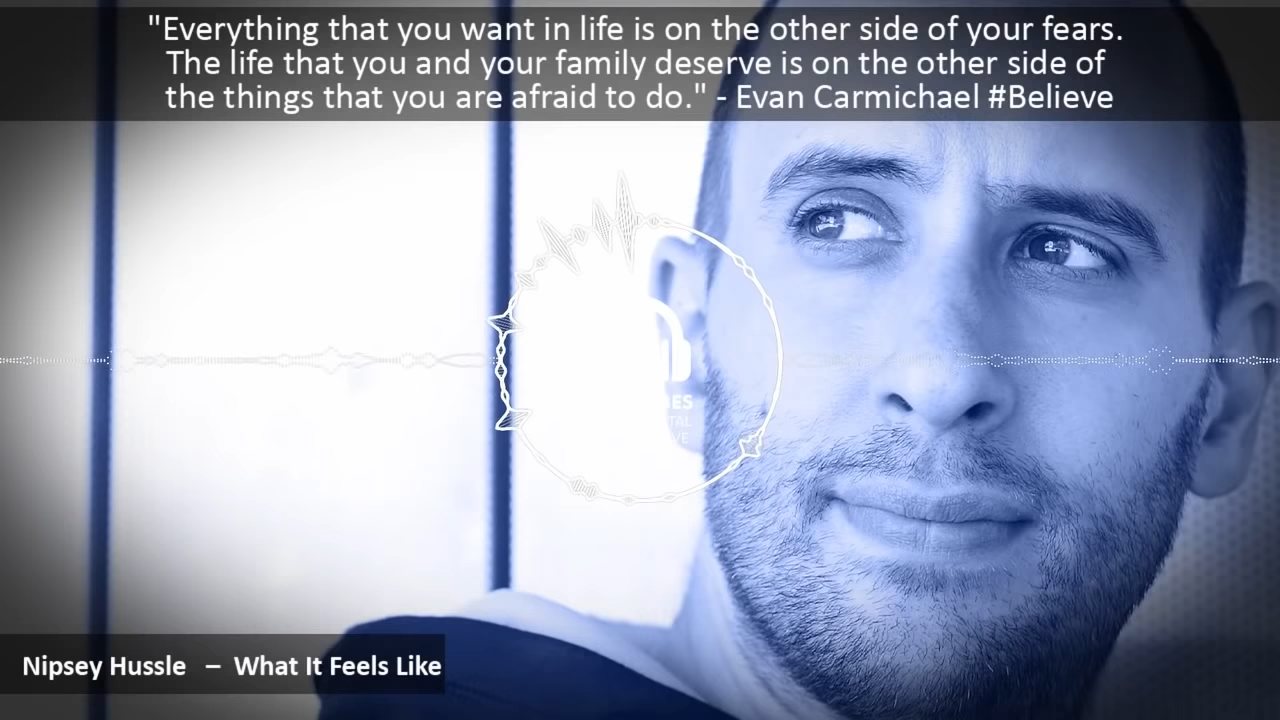 "Everything that you want in life is on the other side of your fears.
The life that you and your family deserve is on the other side of
the things that you are afraid to do." - Evan Carmichael #Believe
Nipsey Hussle – What It Feels Like